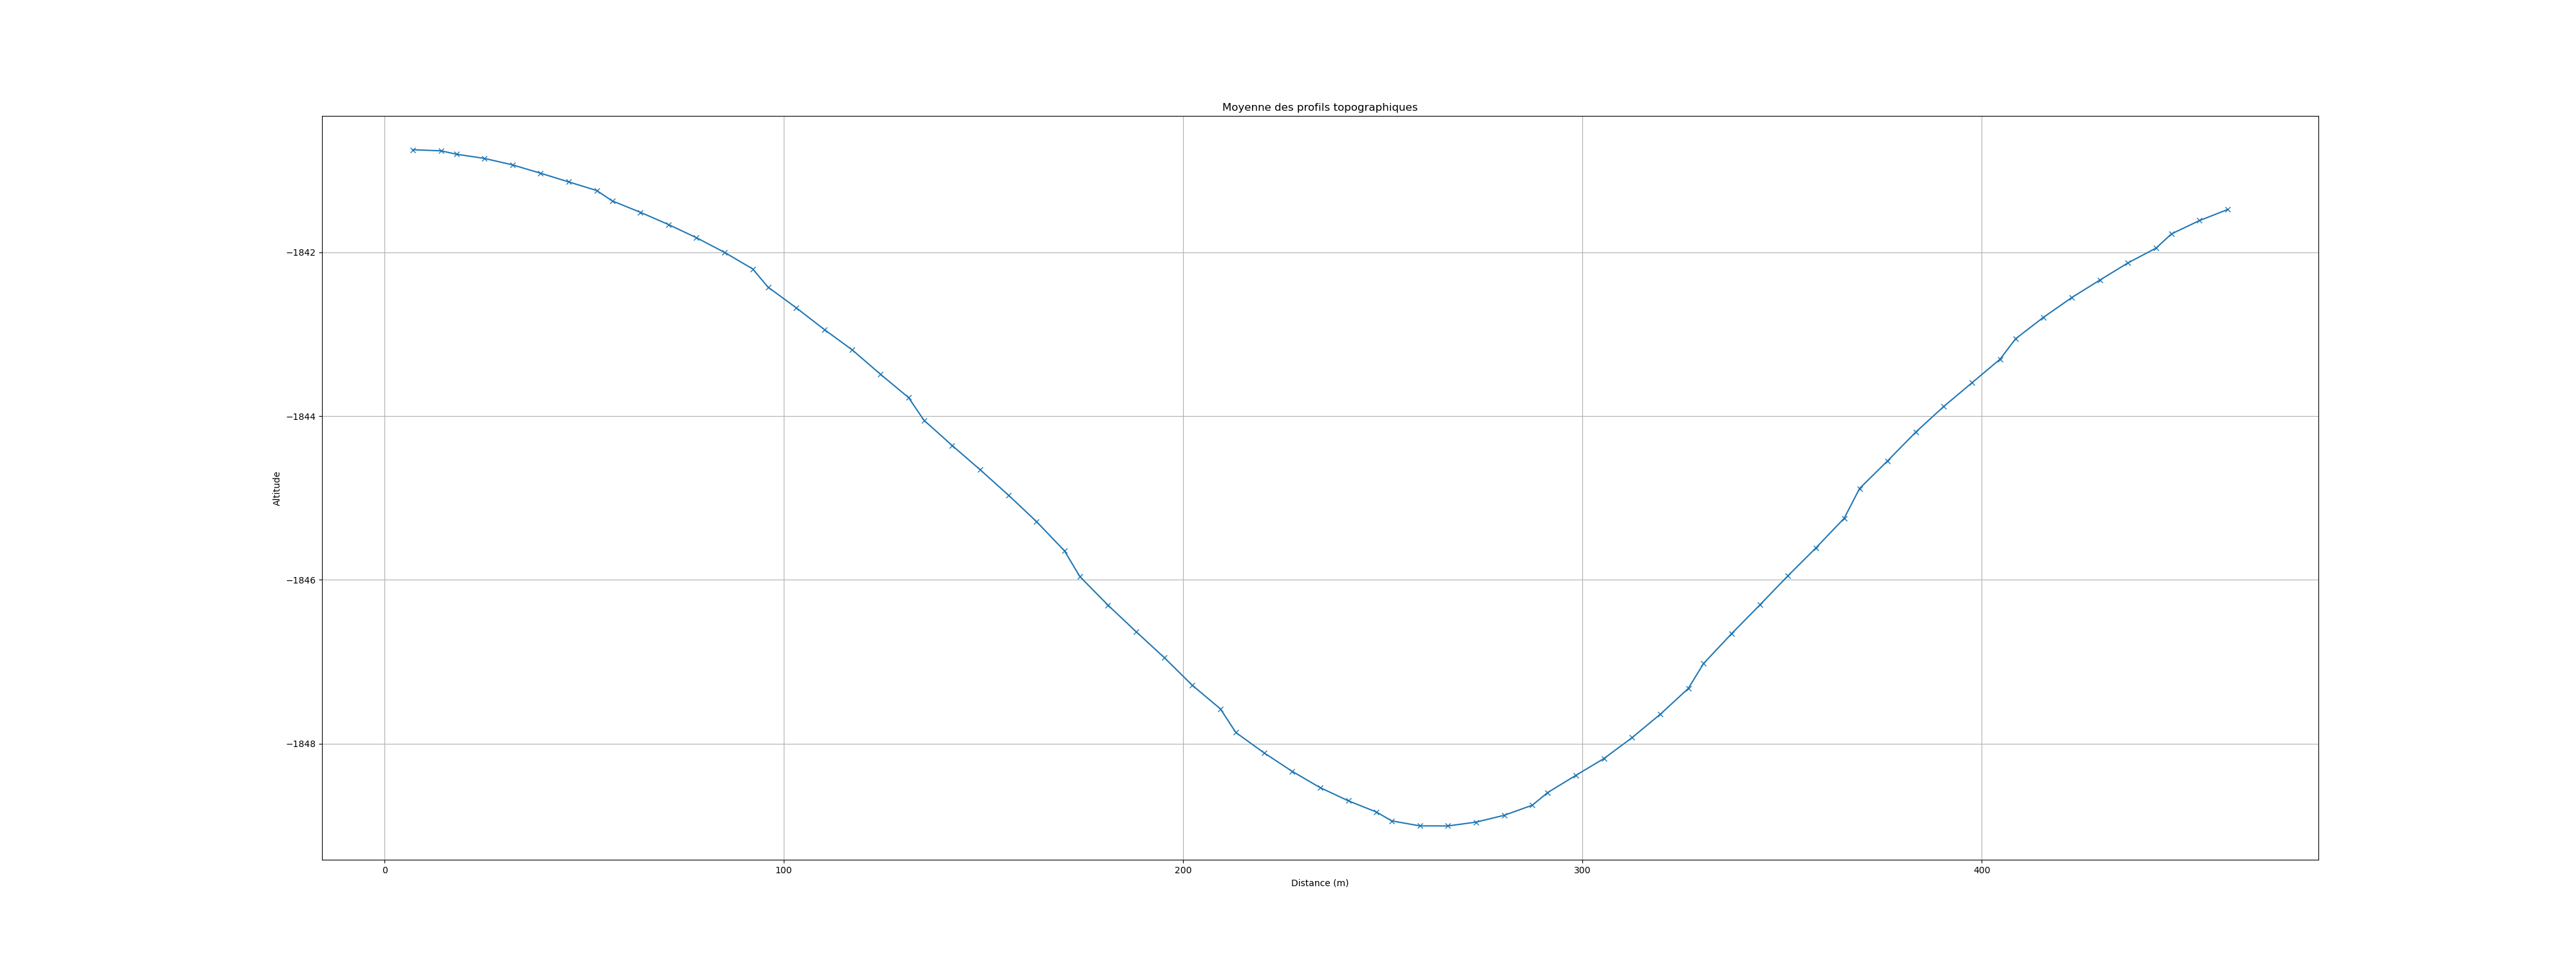 Moyenne des profils topographiques
−1842
−1844
−1846
−1848
Altitude
0 100 200 300 400
Distance (m)